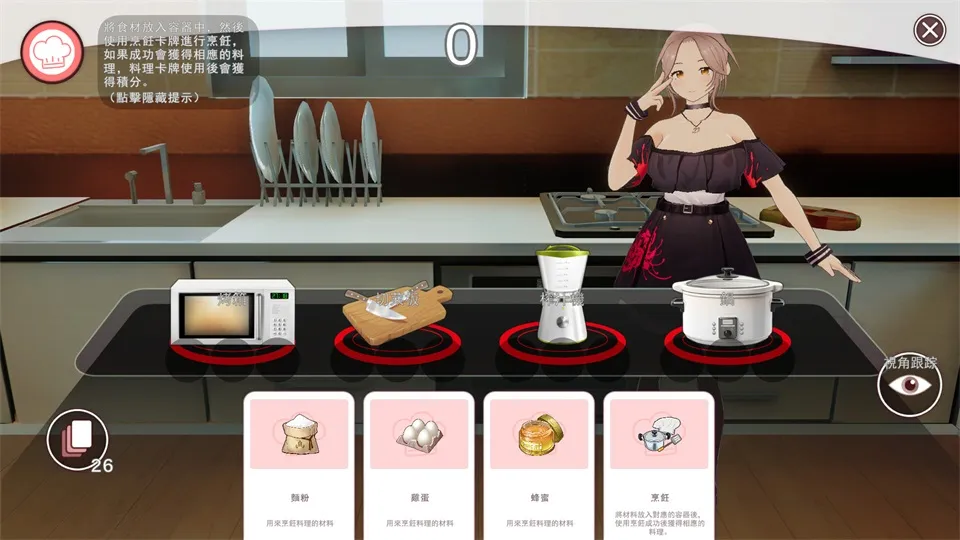 將食材放入容器中，然後
使用烹飪卡牌進行烹飪，
如果成功會獲得相應的料
理，料理卡牌使用後會獲
得積分。
（點擊隱藏提示）
0
烤箱
鍋
視角跟踪
26
麵粉
用來烹飪料理的材料
雞蛋
用來烹飪料理的材料
蜂蜜
用來烹飪料理的材料
烹飪
將材料放入對應的容器後，
使用烹飪成功後獲得相應的
料理。